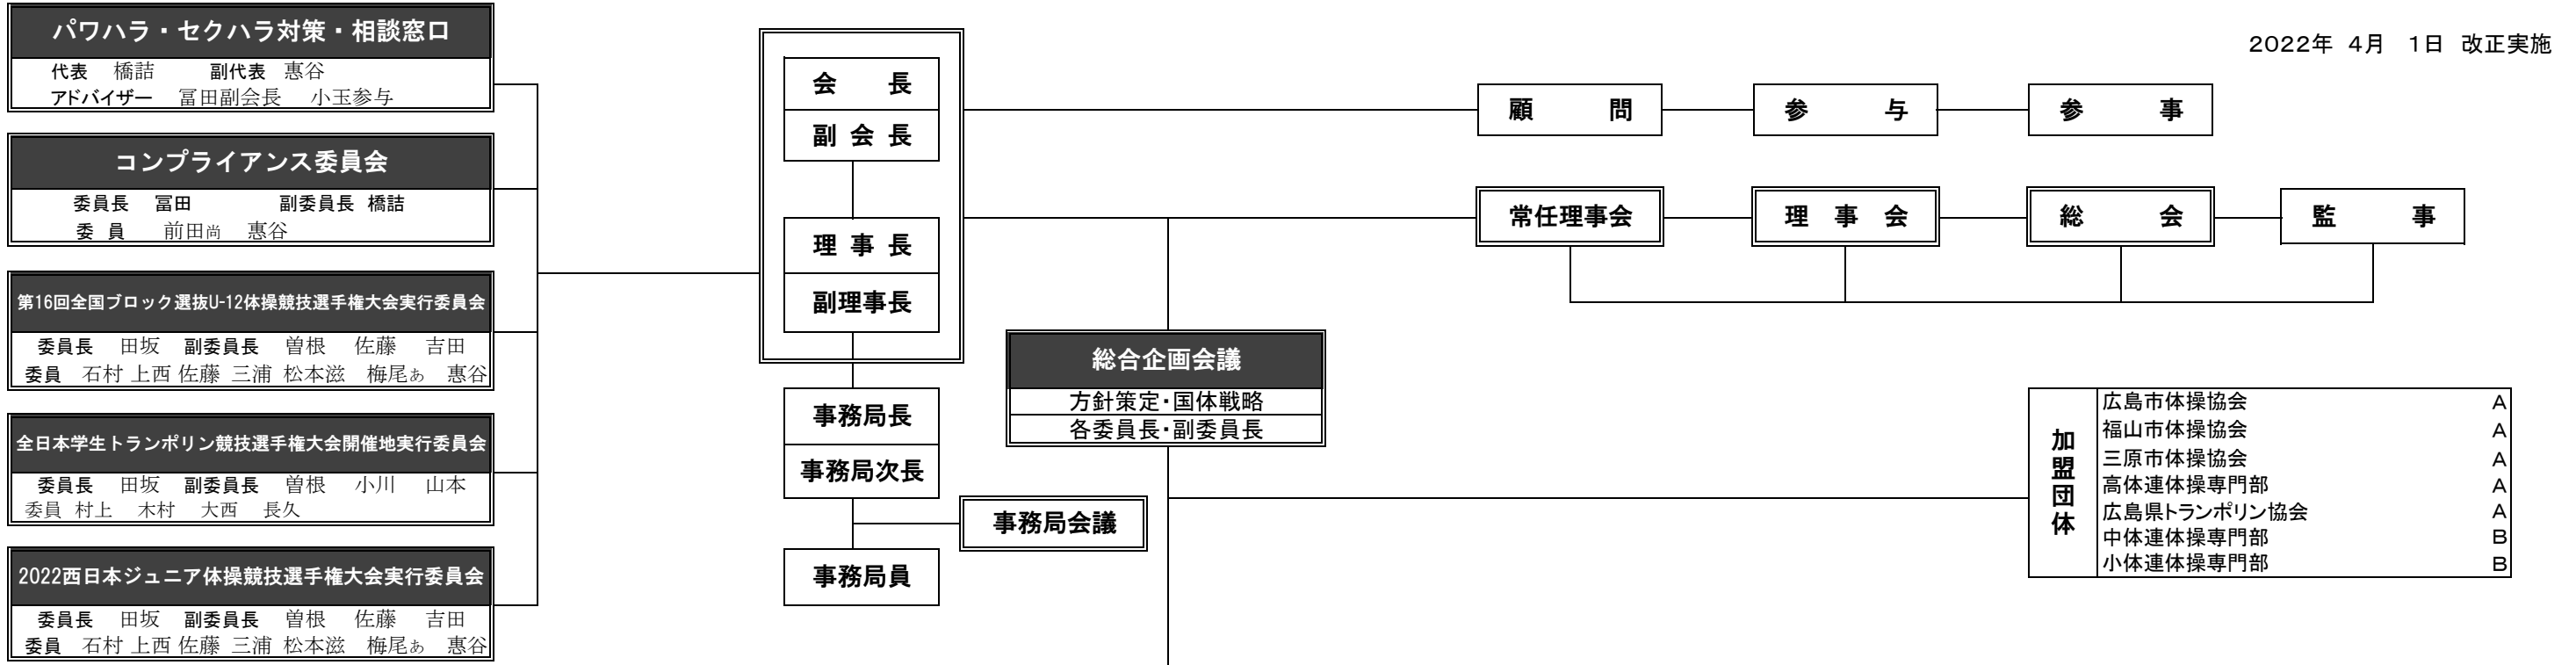 パワハラ・セクハラ対策・相談窓口
代表 橋詰 副代表 惠谷
アドバイザー 冨田副会長 小玉参与
コンプライアンス委員会
委員長 冨田 副委員長 橋詰
委 員 前田尚 惠谷
第16回全国ブロック選抜U-12体操競技選手権大会実行委員会
委員長 田坂 副委員長 曽根 佐藤 吉田
委員 石村 上西 佐藤 三浦 松本滋 梅尾ぁ 惠谷
全日本学生トランポリン競技選手権大会開催地実行委員会
委員長 田坂 副委員長 曽根 小川 山本
委員 村上 木村 大西 長久
2022西日本ジュニア体操競技選手権大会実行委員会
委員長 田坂 副委員長 曽根 佐藤 吉田
委員 石村 上西 佐藤 三浦 松本滋 梅尾ぁ 惠谷
会 長
副 会 長
理 事 長
副理事長
事務局長
事務局次長
事務局会議
事務局員
総合企画会議
方針策定・国体戦略
各委員長・副委員長
2022年 4月 1日 改正実施
顧 問
参 与
参 事
常任理事会
理 事 会
総 会
監 事
加盟団体
広島市体操協会 A
福山市体操協会 A
三原市体操協会 A
高体連体操専門部 A
広島県トランポリン協会 A
中体連体操専門部 B
小体連体操専門部 B